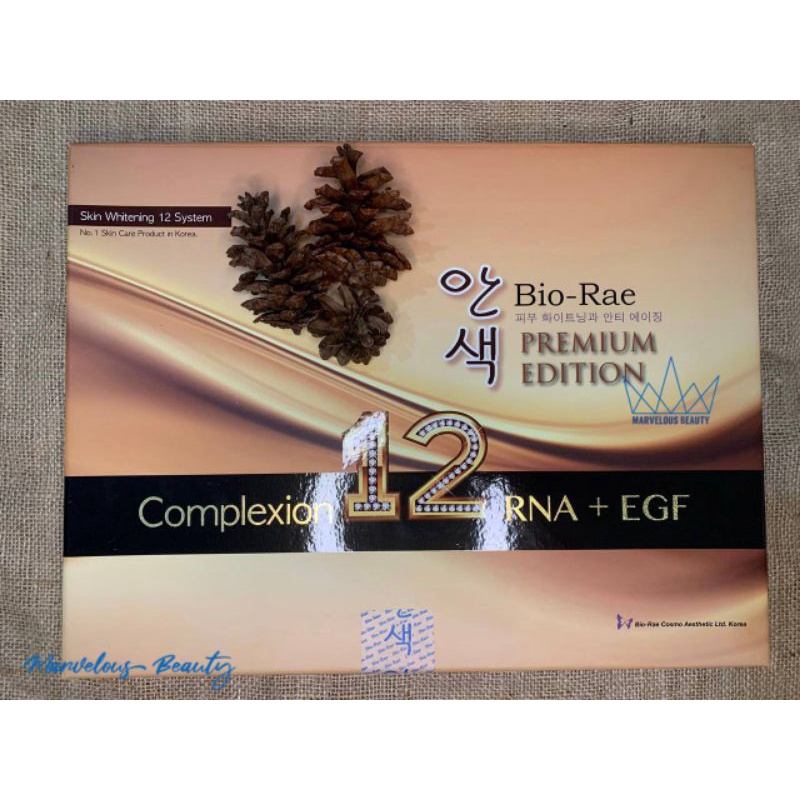 Skin Whitening 12 System
No. 1 Skin Care Product in Korea.
안색
Bio-Rae
피부 화이트닝과 안티 에이징
PREMIUM
EDITION
MARVELOUS BEAUTY
Complexion 12 RNA + EGF
색
Bio-Rae Cosmo Aesthetic Ltd. Korea
Marvelous Beauty